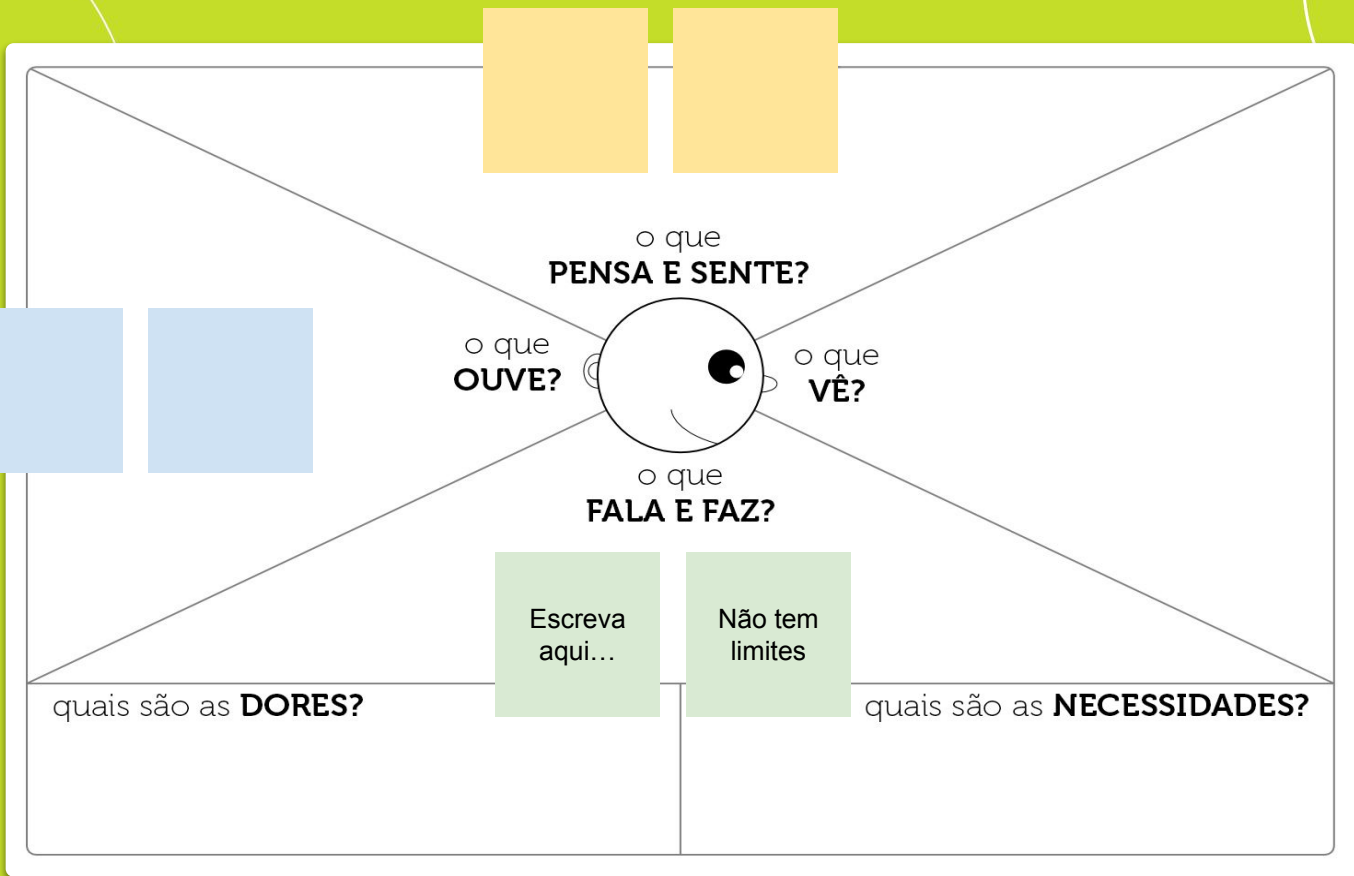 o que
PENSA E SENTE?
o que
OUVE?
o que
VÊ?
o que
FALA E FAZ?
Escreva
aqui…
Não tem
limites
quais são as DORES?
quais são as NECESSIDADES?